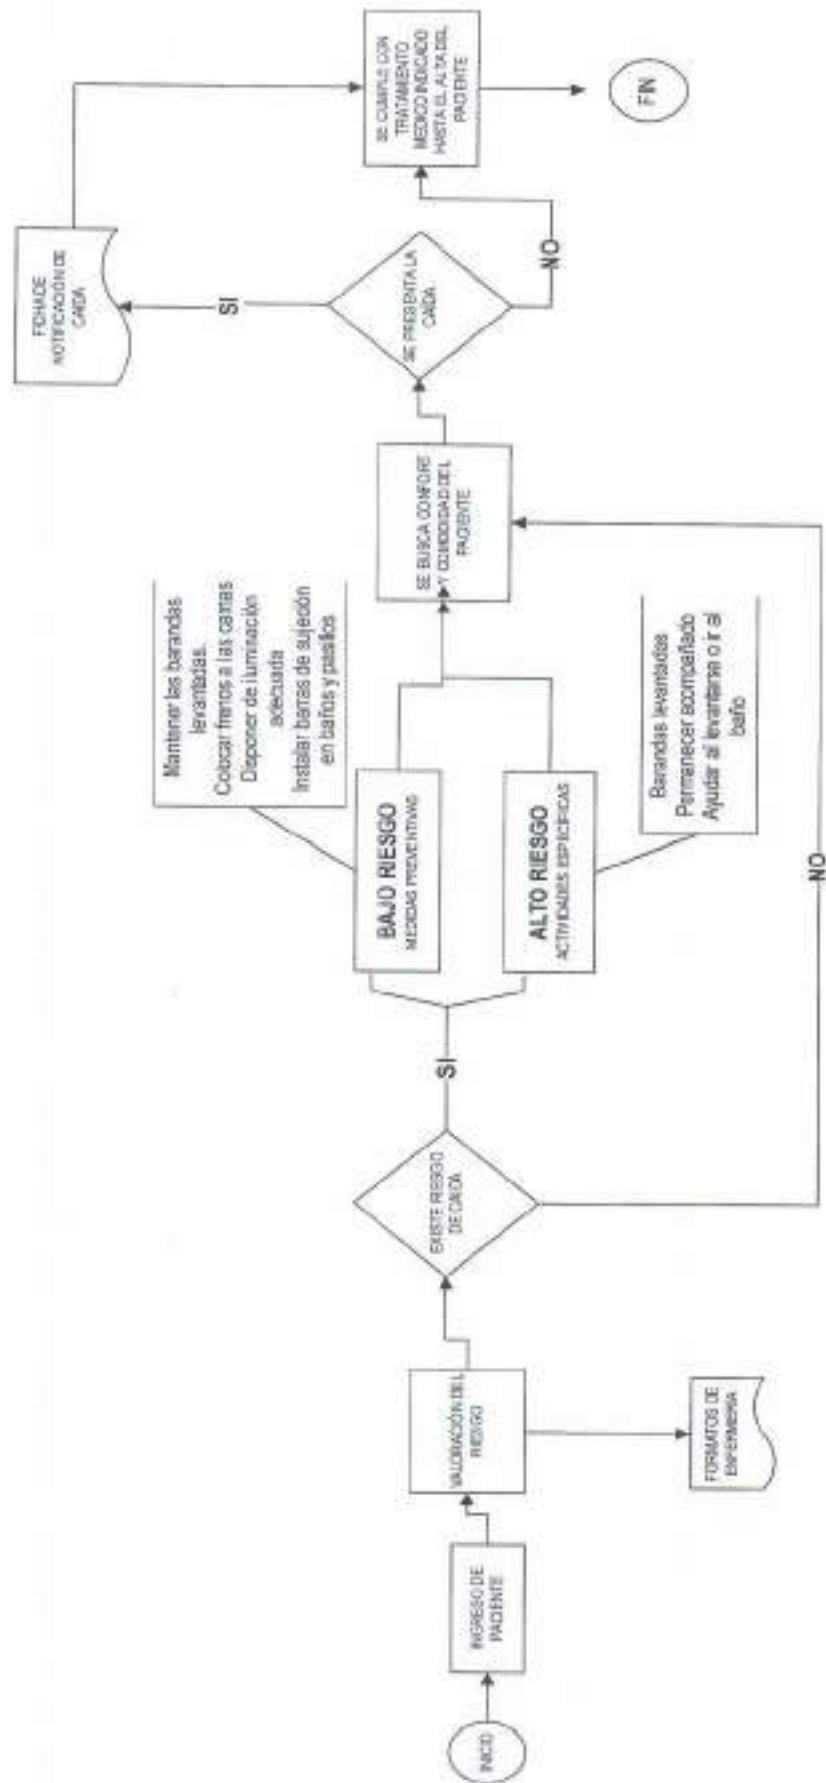 INICIO
INGRESO DE
PACIENTE
VALORACIÓN DEL
RIESGO
FORMATOS DE
ENFERMERIA
EXISTE RIESGO
DE CAIDA
SI
NO
BAJO RIESGO
MEDIDAS PREVENTIVAS
Mantener las barandas
levantadas.
Colocar frenos a las camas
Disponer de iluminación
adecuada
Instalar barras de sujeción
en baños y pasillos
ALTO RIESGO
ACTIVIDADES ESPECÍFICAS
Barandas levantadas
Permanecer acompañado
Ayudar al levantarse o ir al
baño
SE BUSCA CONFORT
Y COMODIDAD DEL
PACIENTE
SE PRESENTA LA
CAIDA
SI
NO
FICHA DE
NOTIFICACIÓN DE
CAIDA
SE CUMPLE CON
TRATAMIENTO
MEDICO INDICADO
HASTA EL ALTA DEL
PACIENTE
FIN